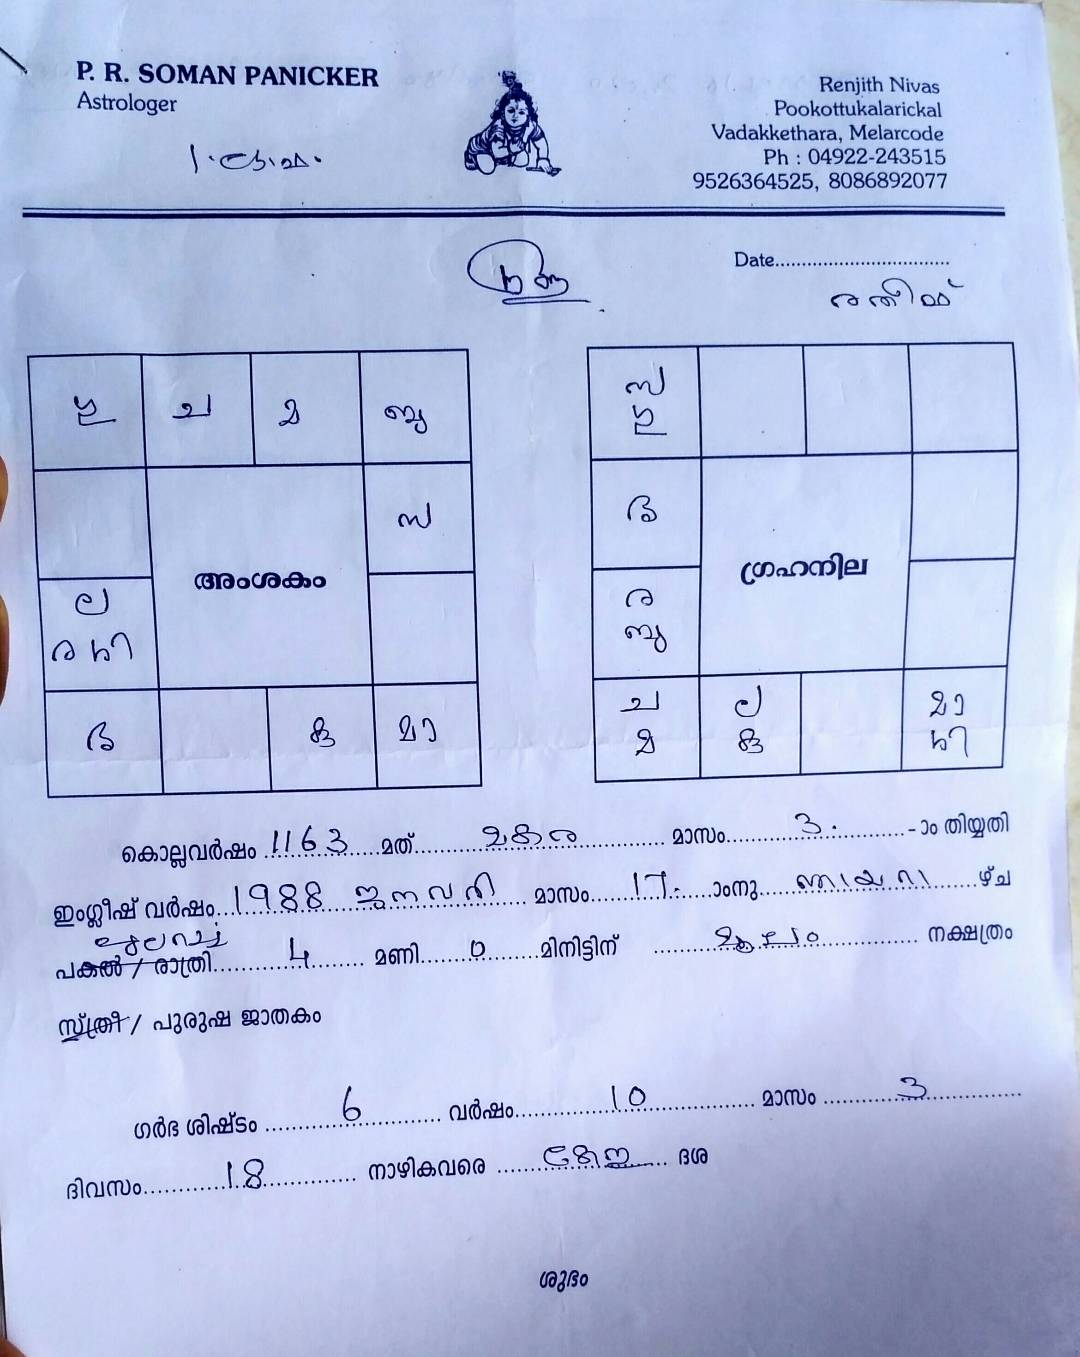 P. R. SOMAN PANICKER
Astrologer
Renjith Nivas
Pookottukalarickal
Vadakkethara, Melarcode
Ph : 04922-243515
9526364525, 8086892077
Date
രതീഷ്
ഗു ച മ ബു
സ
അംശകം
ല
ര ശി
ഭ കു മാ
സ
ഗു
ഭ
ഗ്രഹനില
ര
ബു
ച ല മാ
മ കു ശി
കൊല്ലവർഷം 1163 മത് മകരം മാസം 3 -ാം തിയ്യതി
ഇംഗ്ലീഷ് വർഷം 1988 ജനവരി മാസം 17 ാംനു ഞായറാ ഴ്ച
പുലർച്ച
പകൽ / രാത്രി 4 മണി 0 മിനിട്ടിന് മൂലം നക്ഷത്രം
സ്ത്രീ / പുരുഷ ജാതകം
ഗർഭ ശിഷ്ടം 6 വർഷം 10 മാസം 3
ദിവസം 18 നാഴികവരെ കേതു ദശ
ശുഭം